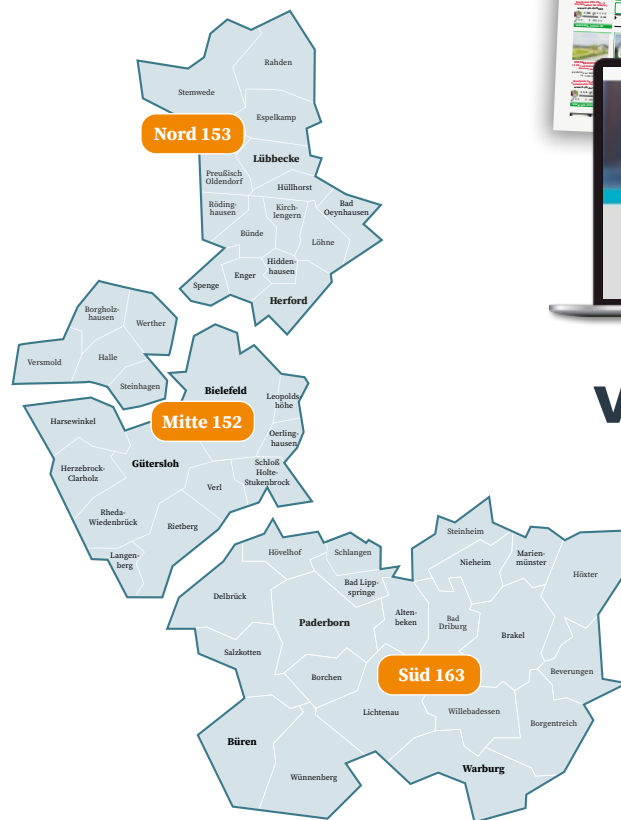 Rahden
Stemwede
Espelkamp
Nord 153
Lübbecke
Preußisch
Oldendorf
Hüllhorst
Röding-
hausen
Kirch-
lengern
Bad
Oeynhausen
Bünde
Löhne
Hidden-
hausen
Enger
Spenge
Herford
Borgholz-
hausen
Werther
Versmold
Halle
Steinhagen
Bielefeld
Leopolds-
höhe
Harsewinkel
Mitte 152
Oerling-
hausen
Gütersloh
Herzebrock-
Clarholz
Schloß
Holte-
Stukenbrock
Verl
Rheda-
Wiedenbrück
Rietberg
Langen-
berg
Steinheim
Hövelhof
Schlangen
Nieheim
Marien-
münster
Höxter
Bad Lipp-
springe
Delbrück
Paderborn
Alten-
beken
Bad
Driburg
Brakel
Salzkotten
Borchen
Süd 163
Beverungen
Lichtenau
Willebadessen
Borgentreich
Büren
Wünnenberg
Warburg